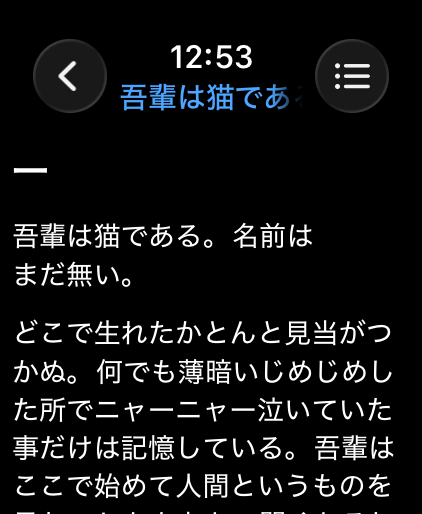 12:53
吾輩は猫であ
一
吾輩は猫である。名前は
まだ無い。
どこで生れたかとんと見当がつ
かぬ。何でも薄暗いじめじめし
た所でニャーニャー泣いていた
事だけは記憶している。吾輩は
ここで始めて人間というものを